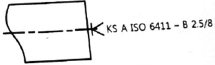 KS A ISO 6411 – B 2.5/8